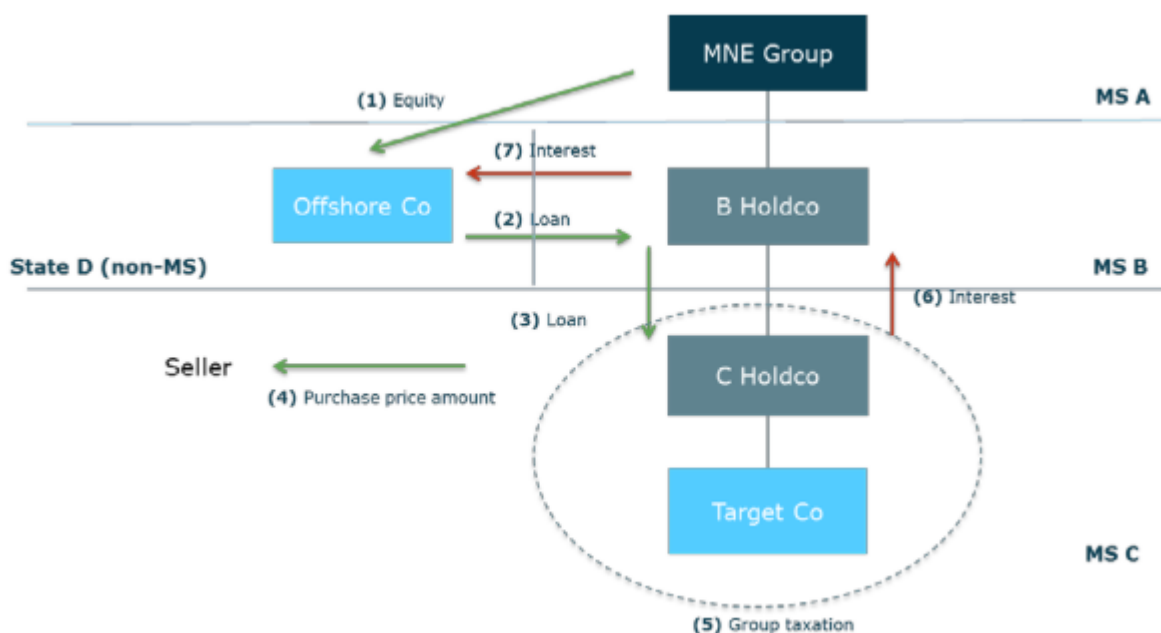 MNE Group
(1) Equity
MS A
(7) Interest
Offshore Co
B Holdco
(2) Loan
State D (non-MS)
MS B
(6) Interest
(3) Loan
Seller
C Holdco
(4) Purchase price amount
Target Co
MS C
(5) Group taxation